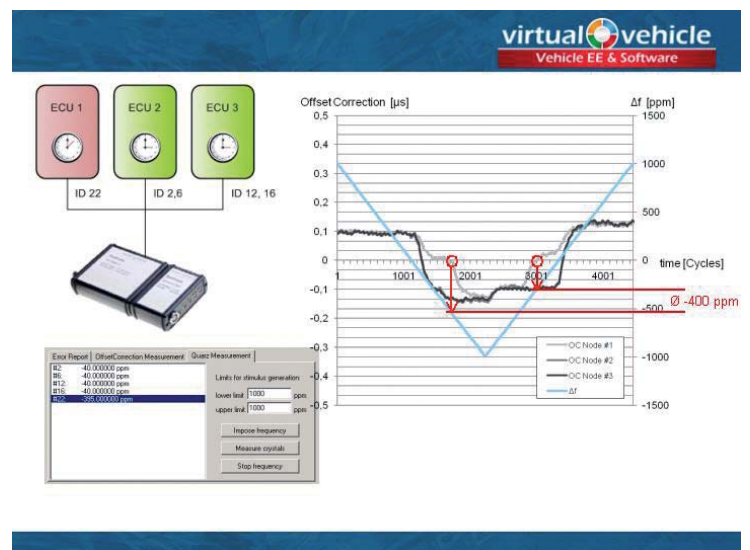 virtual vehicle
Vehicle EE & Software
ECU 1
ECU 2
ECU 3
ID 22
ID 2,6
ID 12, 16
Offset Correction [µs]
Δf [ppm]
0,5
0,4
0,3
0,2
0,1
0
-0,1
-0,2
-0,3
-0,4
-0,5
1500
1000
500
0
-500
-1000
-1500
1
1001
2001
3001
4001
time [Cycles]
Ø -400 ppm
OC Node #1
OC Node #2
OC Node #3
Δf
Error Report
OffsetCorrection Measurement
Quarz Measurement
#2: -40.000000 ppm
#6: -40.000000 ppm
#12: -40.000000 ppm
#16: -40.000000 ppm
#22: -395.000000 ppm
Limits for stimulus generation:
lower limit 1000 ppm
upper limit 1000 ppm
Impose frequency
Measure crystals
Stop frequency